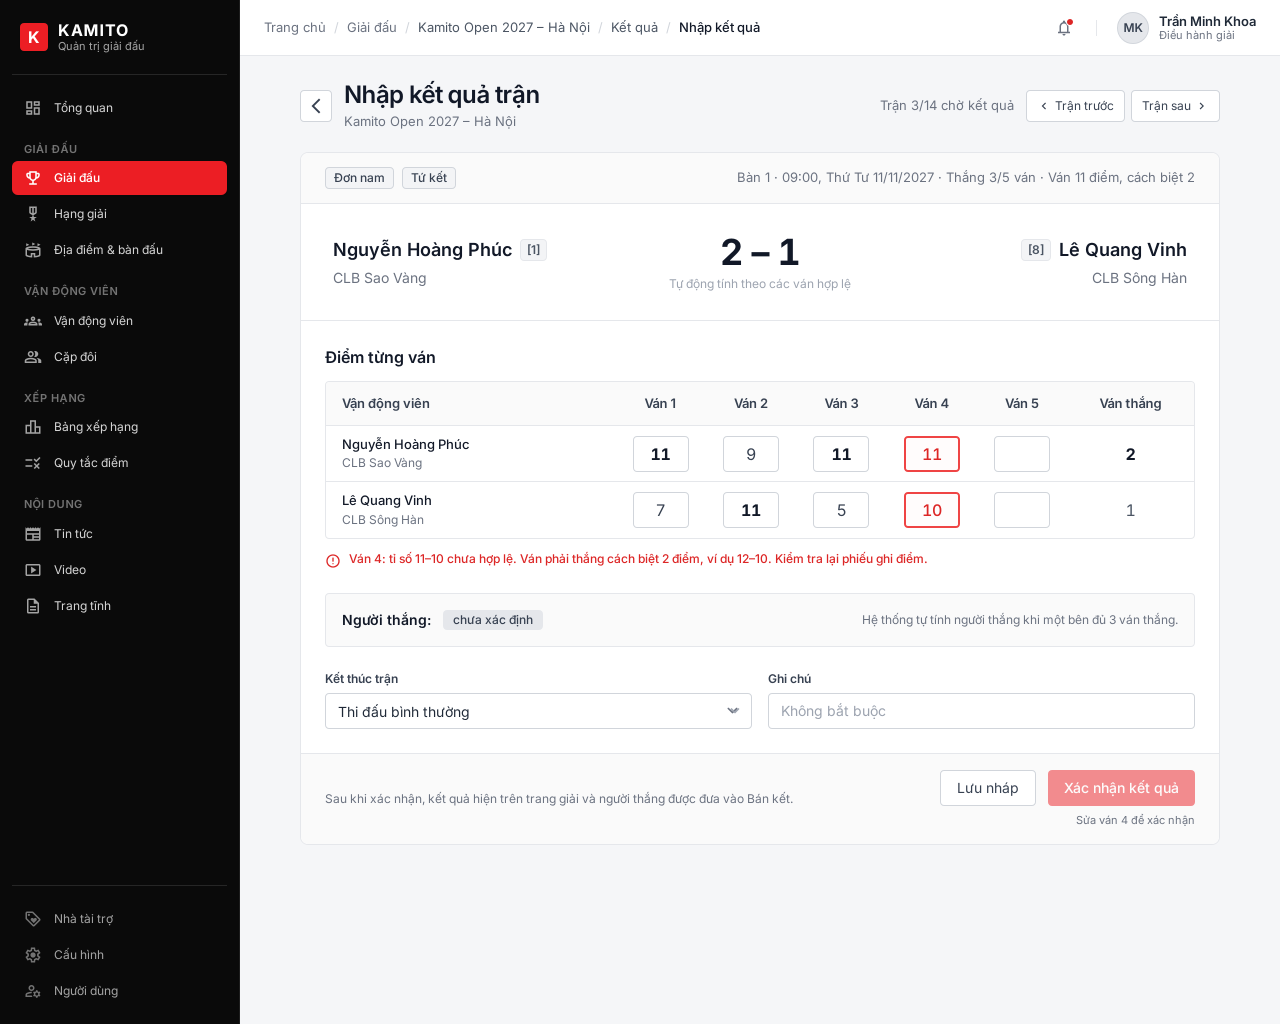 K
KAMITO
Quản trị giải đấu
Tổng quan
GIẢI ĐẤU
Giải đấu
Hạng giải
Địa điểm & bàn đấu
VẬN ĐỘNG VIÊN
Vận động viên
Cặp đôi
XẾP HẠNG
Bảng xếp hạng
Quy tắc điểm
NỘI DUNG
Tin tức
Video
Trang tĩnh
Nhà tài trợ
Cấu hình
Người dùng
Trang chủ / Giải đấu / Kamito Open 2027 – Hà Nội / Kết quả / Nhập kết quả
MK
Trần Minh Khoa
Điều hành giải
Nhập kết quả trận
Kamito Open 2027 – Hà Nội
Trận 3/14 chờ kết quả
Trận trước
Trận sau
Đơn nam
Tứ kết
Bàn 1 · 09:00, Thứ Tư 11/11/2027 · Thắng 3/5 ván · Ván 11 điểm, cách biệt 2
Nguyễn Hoàng Phúc [1]
CLB Sao Vàng
2 – 1
Tự động tính theo các ván hợp lệ
[8] Lê Quang Vinh
CLB Sông Hàn
Điểm từng ván
Vận động viên Ván 1 Ván 2 Ván 3 Ván 4 Ván 5 Ván thắng
Nguyễn Hoàng Phúc
CLB Sao Vàng
11 9 11 11 2
Lê Quang Vinh
CLB Sông Hàn
7 11 5 10 1
Ván 4: tỉ số 11–10 chưa hợp lệ. Ván phải thắng cách biệt 2 điểm, ví dụ 12–10. Kiểm tra lại phiếu ghi điểm.
Người thắng: chưa xác định
Hệ thống tự tính người thắng khi một bên đủ 3 ván thắng.
Kết thúc trận
Thi đấu bình thường
Ghi chú
Không bắt buộc
Sau khi xác nhận, kết quả hiện trên trang giải và người thắng được đưa vào Bán kết.
Lưu nháp
Xác nhận kết quả
Sửa ván 4 để xác nhận